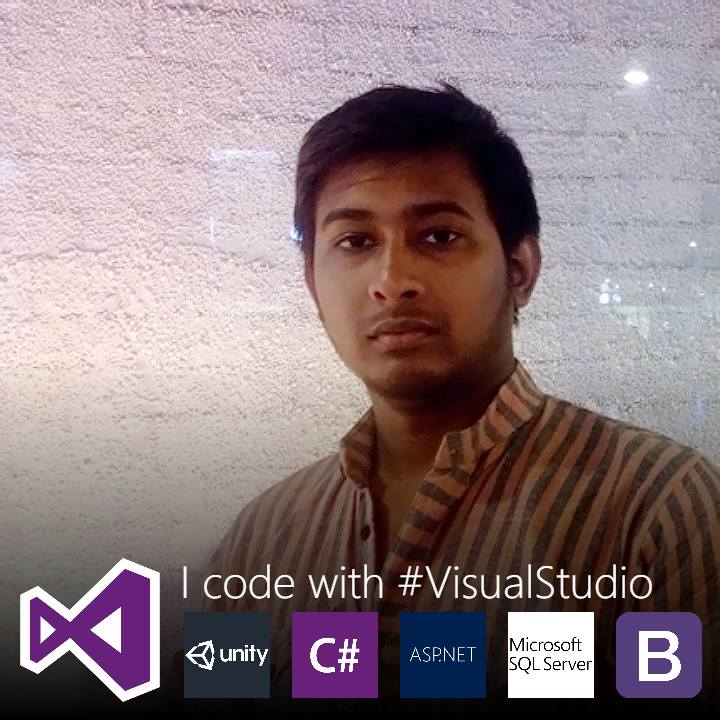 I code with #VisualStudio
unity
C#
ASP.NET
Microsoft
SQL Server
B